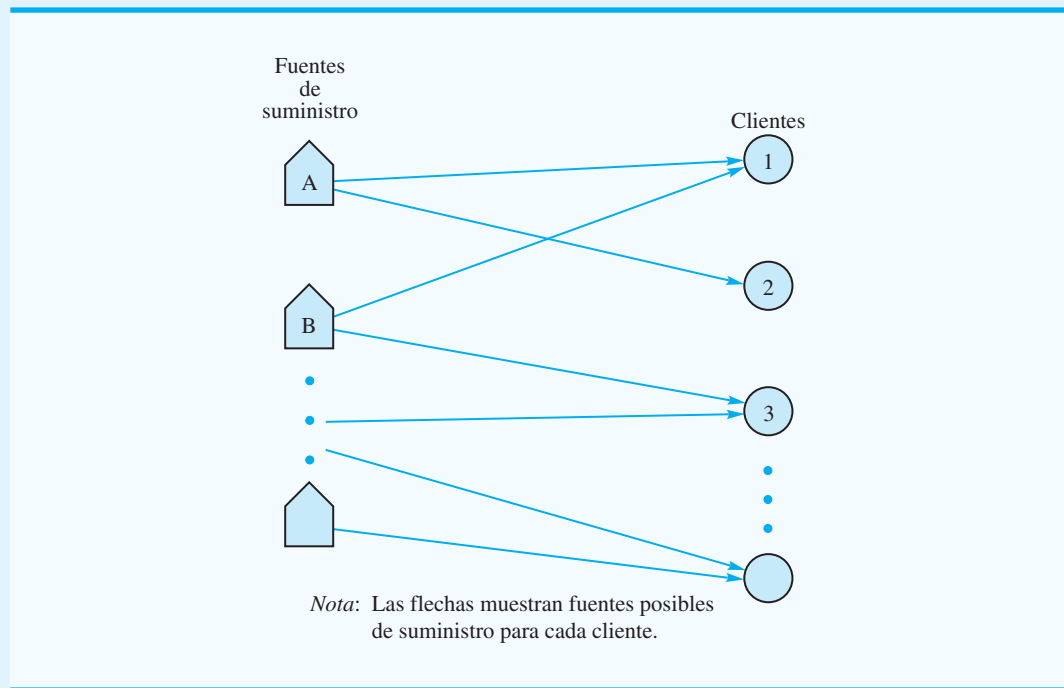 Fuentes
de
suministro
Clientes
A
1
2
B
3
Nota: Las flechas muestran fuentes posibles
de suministro para cada cliente.